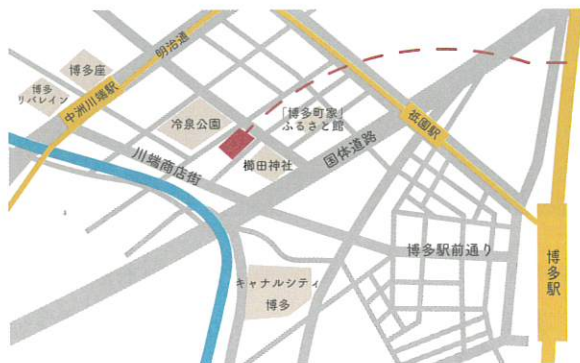 明治通
博多座
博多
リバレイン
中洲川端駅
冷泉公園
「博多町家」
ふるさと館
祇園駅
櫛田神社
国体道路
川端商店街
博多駅前通り
キャナルシティ
博多
博多駅